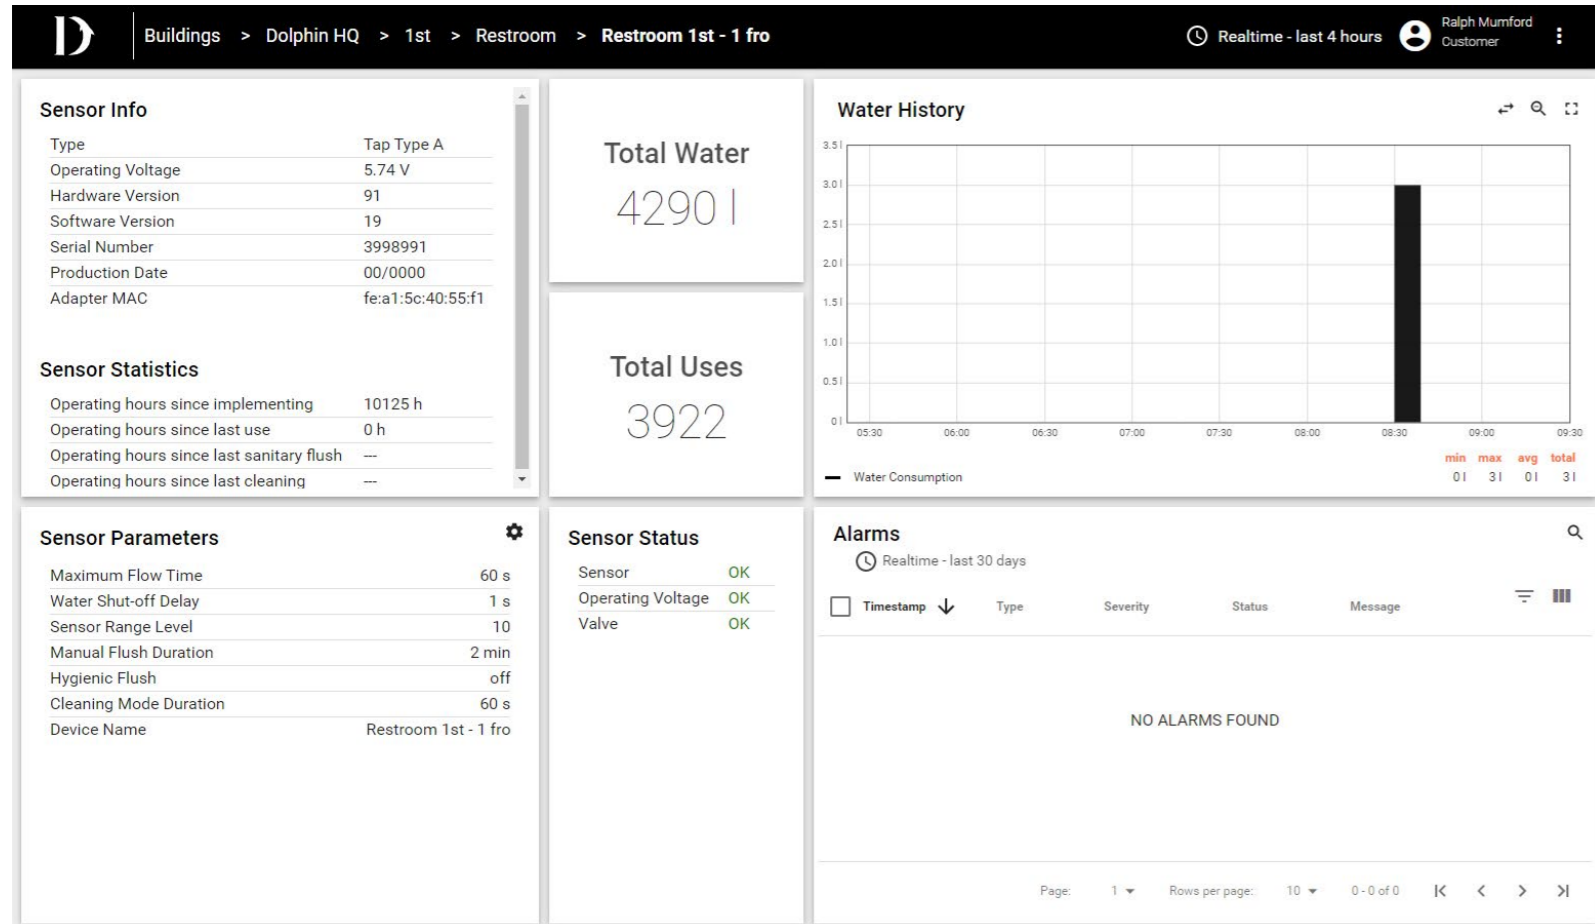 D
Buildings > Dolphin HQ > 1st > Restroom > Restroom 1st - 1 fro
Realtime - last 4 hours
Ralph Mumford
Customer
Sensor Info
Type Tap Type A
Operating Voltage 5.74 V
Hardware Version 91
Software Version 19
Serial Number 3998991
Production Date 00/0000
Adapter MAC fe:a1:5c:40:55:f1
Sensor Statistics
Operating hours since implementing 10125 h
Operating hours since last use 0 h
Operating hours since last sanitary flush ---
Operating hours since last cleaning ---
Total Water
4290 l
Total Uses
3922
Water History
3.5 l
3.0 l
2.5 l
2.0 l
1.5 l
1.0 l
0.5 l
0 l
05:30 06:00 06:30 07:00 07:30 08:00 08:30 09:00 09:30
min max avg total
Water Consumption 0 l 3 l 0 l 3 l
Sensor Parameters
Maximum Flow Time 60 s
Water Shut-off Delay 1 s
Sensor Range Level 10
Manual Flush Duration 2 min
Hygienic Flush off
Cleaning Mode Duration 60 s
Device Name Restroom 1st - 1 fro
Sensor Status
Sensor OK
Operating Voltage OK
Valve OK
Alarms
Realtime - last 30 days
Timestamp Type Severity Status Message
NO ALARMS FOUND
Page: 1 Rows per page: 10 0 - 0 of 0